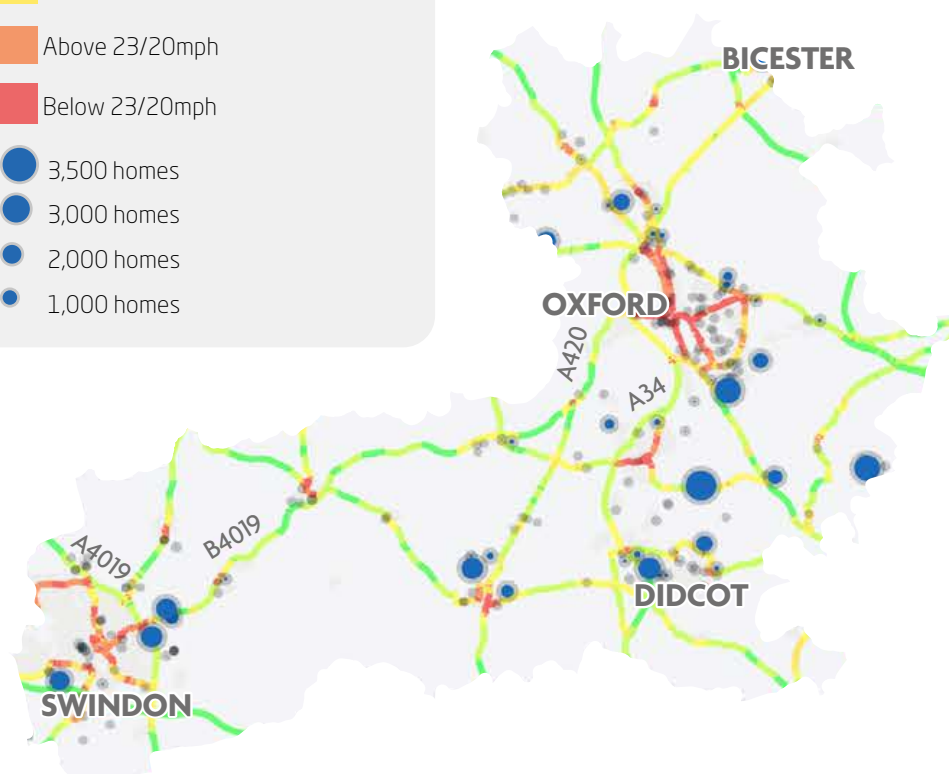 Above 23/20mph
Below 23/20mph
3,500 homes
3,000 homes
2,000 homes
1,000 homes
BICESTER
OXFORD
A420
A34
B4019
A4019
DIDCOT
SWINDON